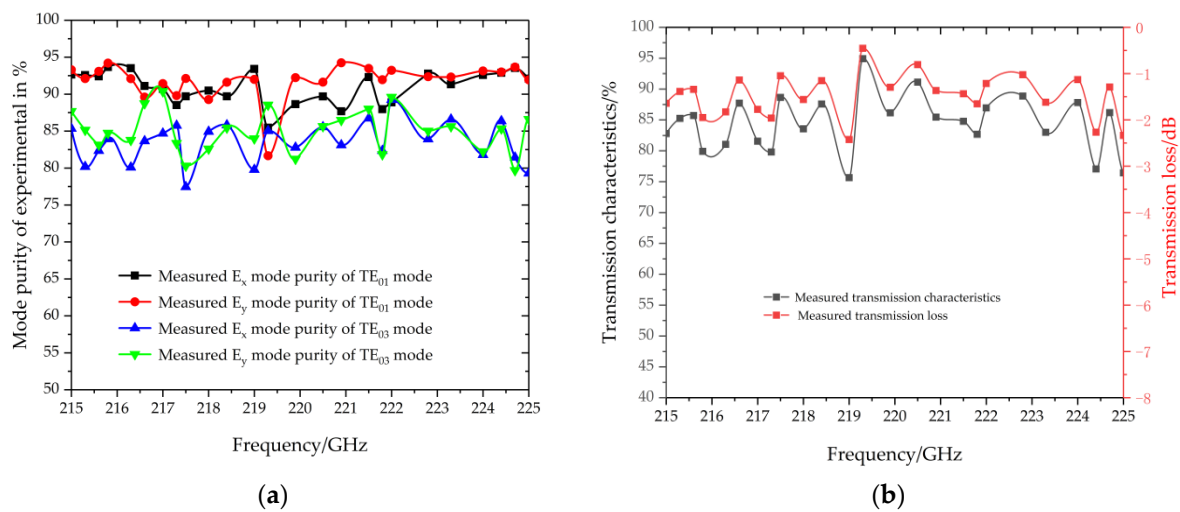 100
95
90
85
80
75
70
65
60
55
50
Mode purity of experimental in %
Measured Ex mode purity of TE01 mode
Measured Ey mode purity of TE01 mode
Measured Ex mode purity of TE03 mode
Measured Ey mode purity of TE03 mode
215 216 217 218 219 220 221 222 223 224 225
Frequency/GHz
(a)
100
95
90
85
80
75
70
65
60
55
50
45
40
Transmission characteristics/%
Measured transmission characteristics
Measured transmission loss
215 216 217 218 219 220 221 222 223 224 225
Frequency/GHz
0
−1
−2
−3
−4
−5
−6
−7
−8
Transmission loss/dB
(b)